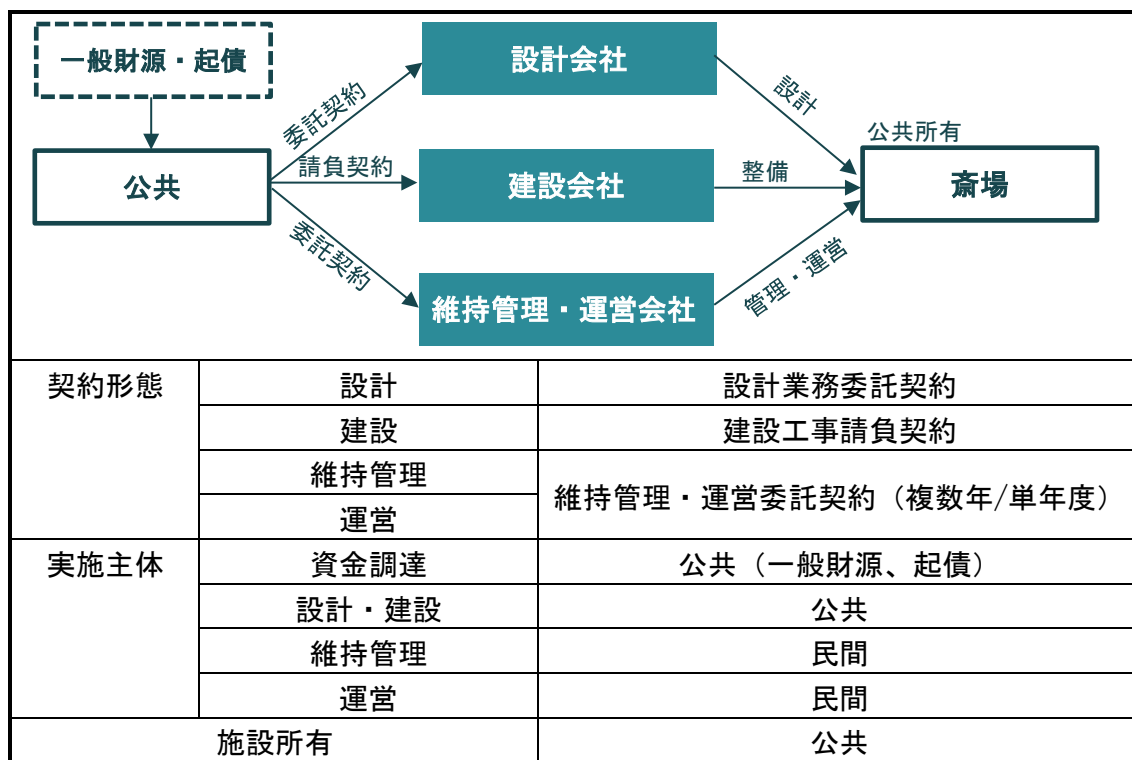 一般財源・起債
設計会社
委託契約
設計
公共所有
公共
請負契約
建設会社
整備
斎場
委託契約
維持管理・運営会社
管理・運営
契約形態 設計 設計業務委託契約
建設 建設工事請負契約
維持管理 維持管理・運営委託契約（複数年/単年度）
運営
実施主体 資金調達 公共（一般財源、起債）
設計・建設 公共
維持管理 民間
運営 民間
施設所有 公共